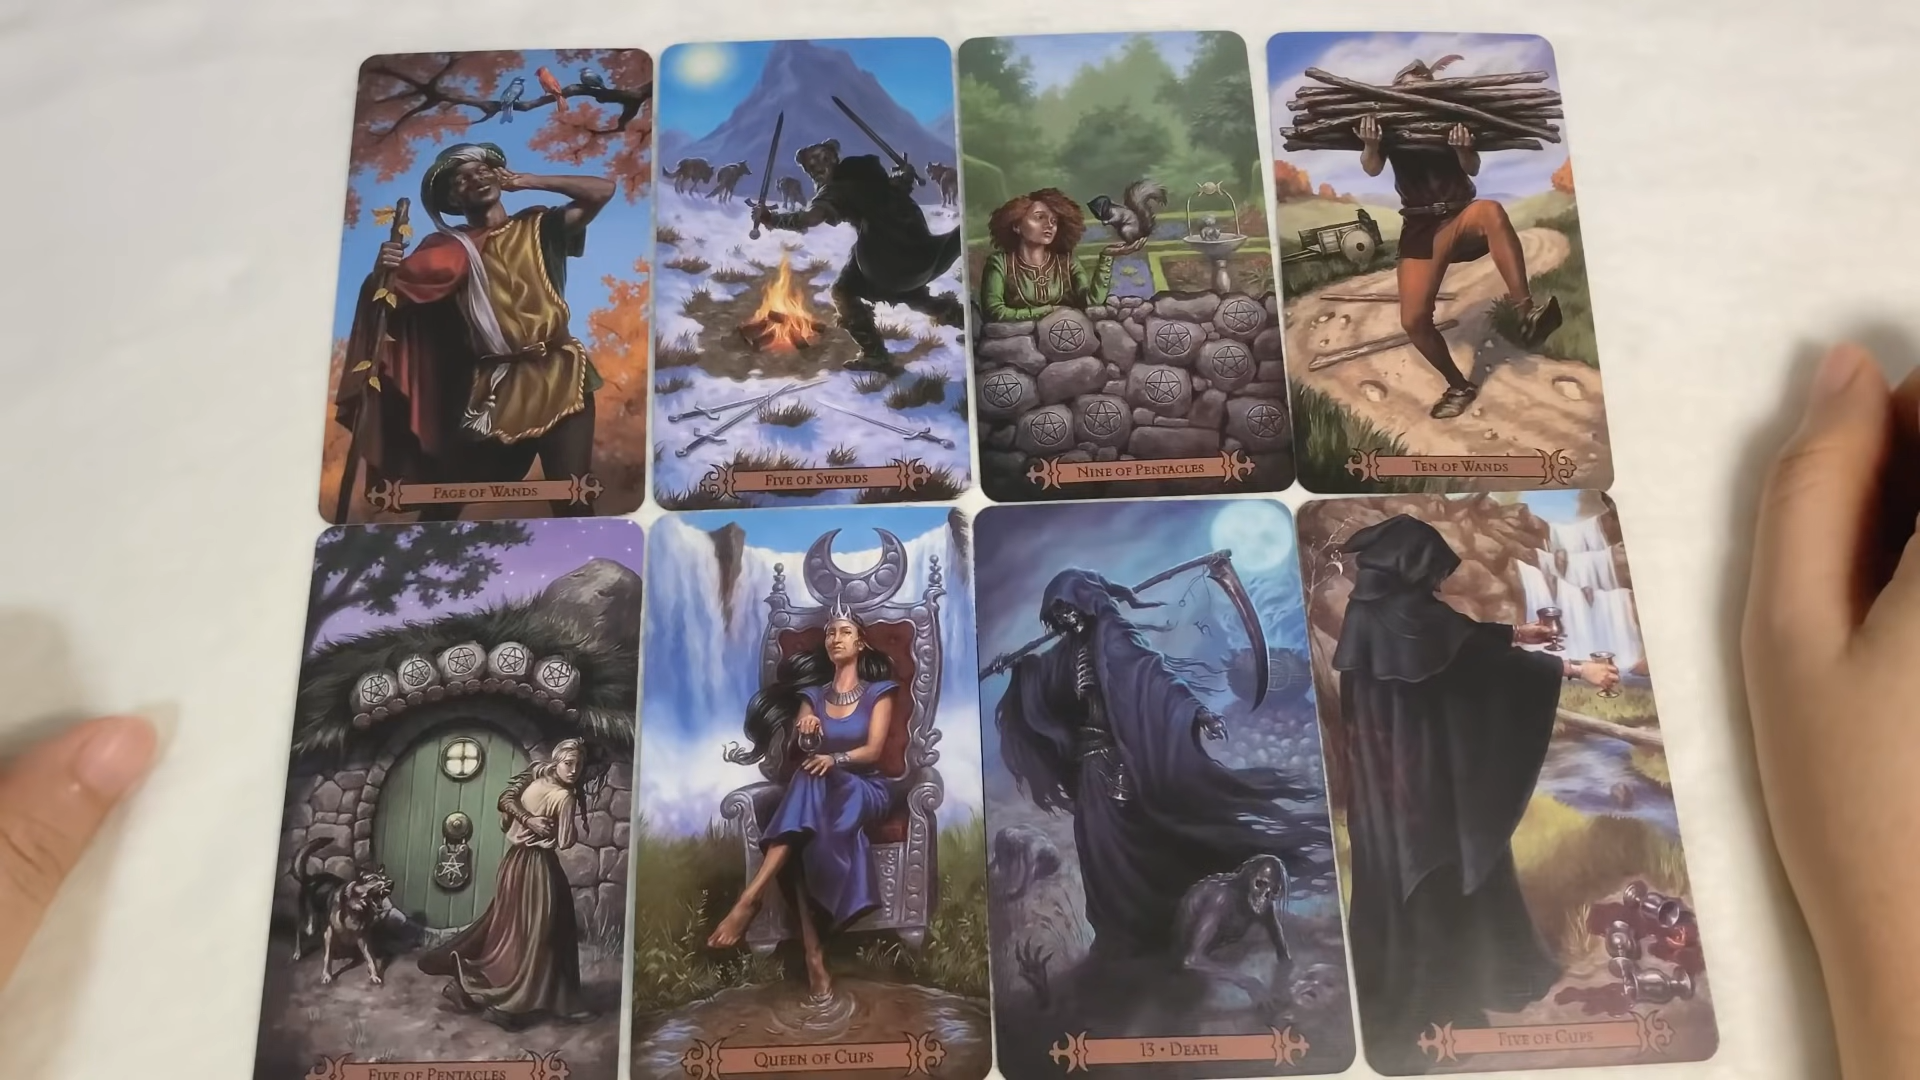 PAGE OF WANDS
FIVE OF SWORDS
NINE OF PENTACLES
TEN OF WANDS
FIVE OF PENTACLES
QUEEN OF CUPS
13 • DEATH
FIVE OF CUPS